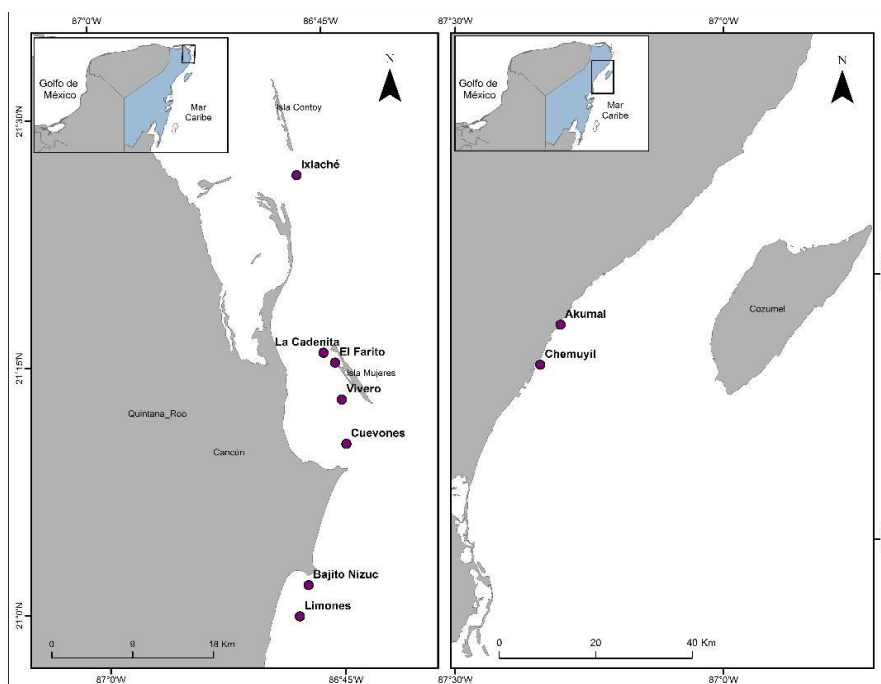 87°0'W
86°45'W
N
Golfo de
México
Mar
Caribe
Isla Contoy
21°30'N
Ixlaché
La Cadenita
El Farito
Isla Mujeres
21°15'N
Vivero
Quintana_Roo
Cuevones
Cancún
Bajito Nizuc
Limones
21°0'N
0
9
18 Km
87°0'W
86°45'W
87°30'W
87°0'W
N
Golfo de
México
Mar
Caribe
Cozumel
Akumal
Chemuyil
0
20
40 Km
87°30'W
87°0'W